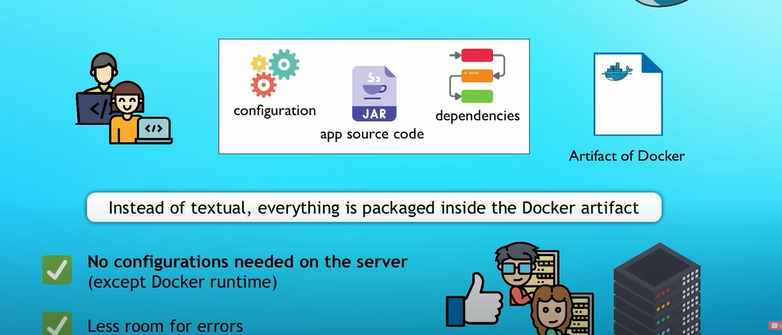 configuration
JAR
app source code
dependencies
Artifact of Docker
Instead of textual, everything is packaged inside the Docker artifact
No configurations needed on the server
(except Docker runtime)
Less room for errors